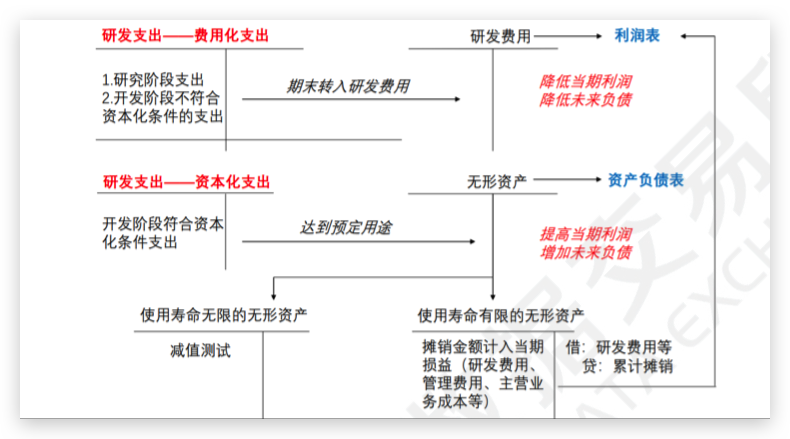 研发支出——费用化支出
研发费用
利润表
1.研究阶段支出
2.开发阶段不符合
资本化条件的支出
期末转入研发费用
降低当期利润
降低未来负债
研发支出——资本化支出
无形资产
资产负债表
开发阶段符合资本
化条件支出
达到预定用途
提高当期利润
增加未来负债
使用寿命无限的无形资产
使用寿命有限的无形资产
减值测试
摊销金额计入当期
损益（研发费用、
管理费用、主营业
务成本等）
借：研发费用等
贷：累计摊销
数据交易
DATA EXCH